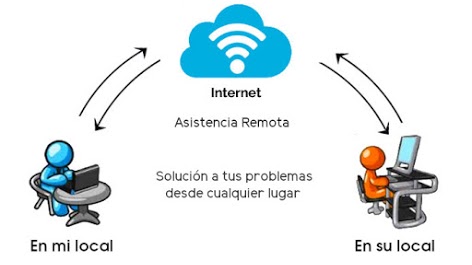 Internet
Asistencia Remota
Solución a tus problemas
desde cualquier lugar
En mi local
En su local